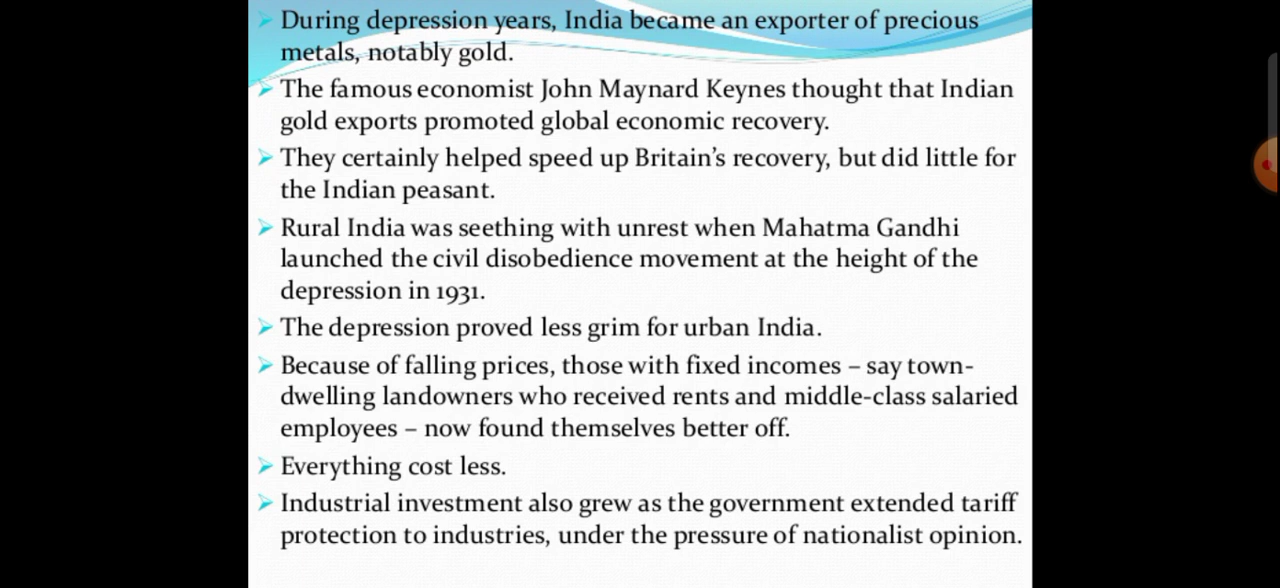 During depression years, India became an exporter of precious
metals, notably gold.
The famous economist John Maynard Keynes thought that Indian
gold exports promoted global economic recovery.
They certainly helped speed up Britain’s recovery, but did little for
the Indian peasant.
Rural India was seething with unrest when Mahatma Gandhi
launched the civil disobedience movement at the height of the
depression in 1931.
The depression proved less grim for urban India.
Because of falling prices, those with fixed incomes – say town-
dwelling landowners who received rents and middle-class salaried
employees – now found themselves better off.
Everything cost less.
Industrial investment also grew as the government extended tariff
protection to industries, under the pressure of nationalist opinion.